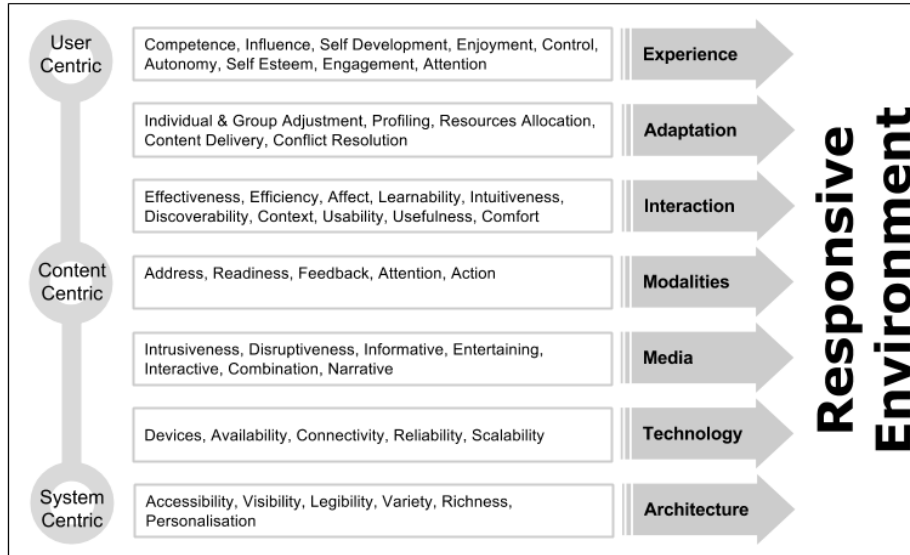 User
Centric
Competence, Influence, Self Development, Enjoyment, Control,
Autonomy, Self Esteem, Engagement, Attention
Experience
Individual & Group Adjustment, Profiling, Resources Allocation,
Content Delivery, Conflict Resolution
Adaptation
Effectiveness, Efficiency, Affect, Learnability, Intuitiveness,
Discoverability, Context, Usability, Usefulness, Comfort
Interaction
Content
Centric
Address, Readiness, Feedback, Attention, Action
Modalities
Intrusiveness, Disruptiveness, Informative, Entertaining,
Interactive, Combination, Narrative
Media
Devices, Availability, Connectivity, Reliability, Scalability
Technology
System
Centric
Accessibility, Visibility, Legibility, Variety, Richness,
Personalisation
Architecture
Responsive
Environment